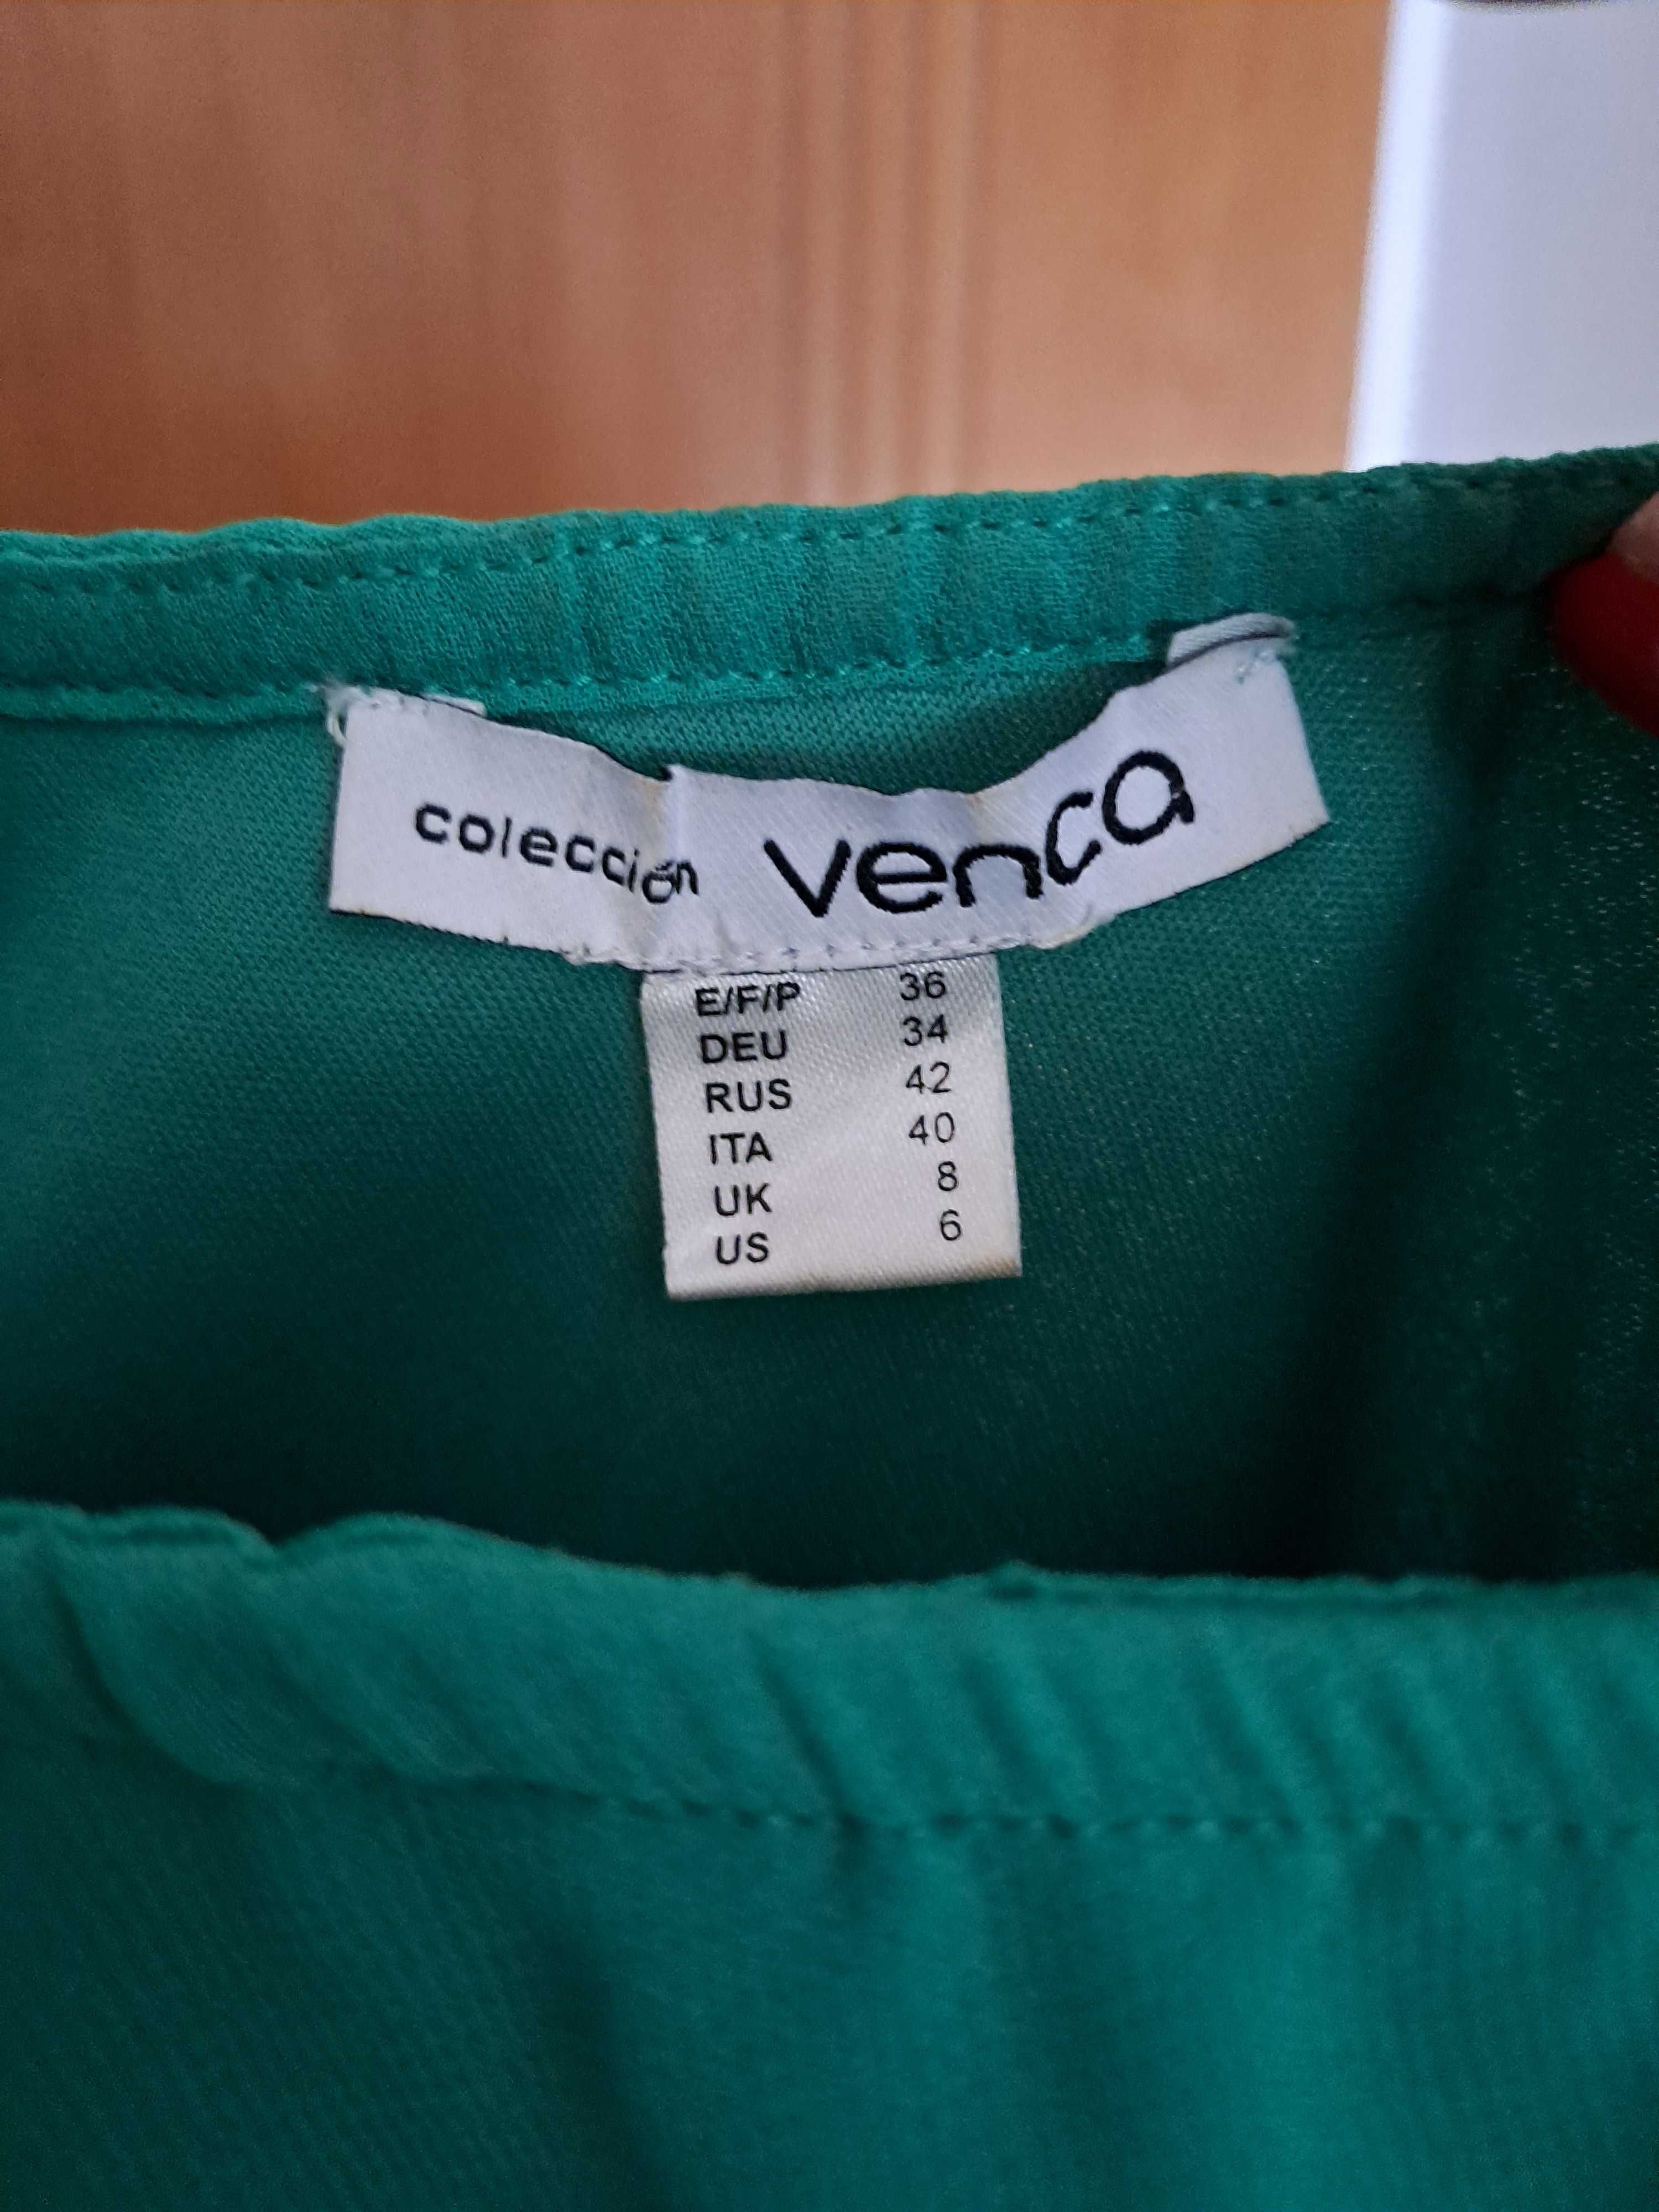 colección venca
E/F/P 36
DEU 34
RUS 42
ITA 40
UK 8
US 6